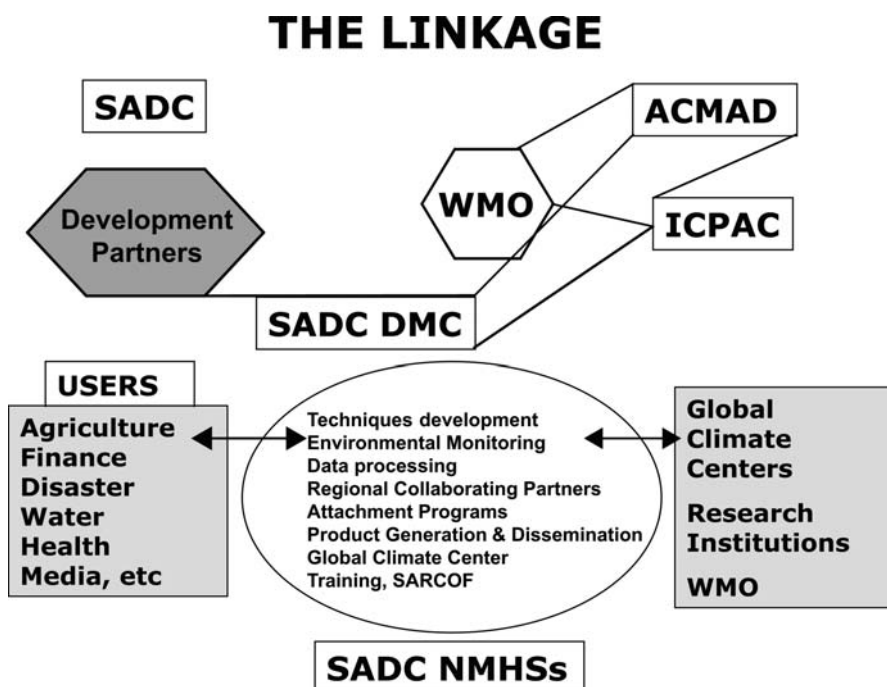 THE LINKAGE
SADC
ACMAD
Development
Partners
WMO
ICPAC
SADC DMC
USERS
Agriculture
Finance
Disaster
Water
Health
Media, etc
Techniques development
Environmental Monitoring
Data processing
Regional Collaborating Partners
Attachment Programs
Product Generation & Dissemination
Global Climate Center
Training, SARCOF
Global
Climate
Centers
Research
Institutions
WMO
SADC NMHSs